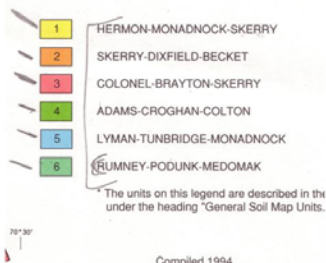 1 HERMON-MONADNOCK-SKERRY
2 SKERRY-DIXFIELD-BECKET
3 COLONEL-BRAYTON-SKERRY
4 ADAMS-CROGHAN-COLTON
5 LYMAN-TUNBRIDGE-MONADNOCK
6 RUMNEY-PODUNK-MEDOMAK
* The units on this legend are described in the
under the heading "General Soil Map Units.
70°30'
Compiled 1994